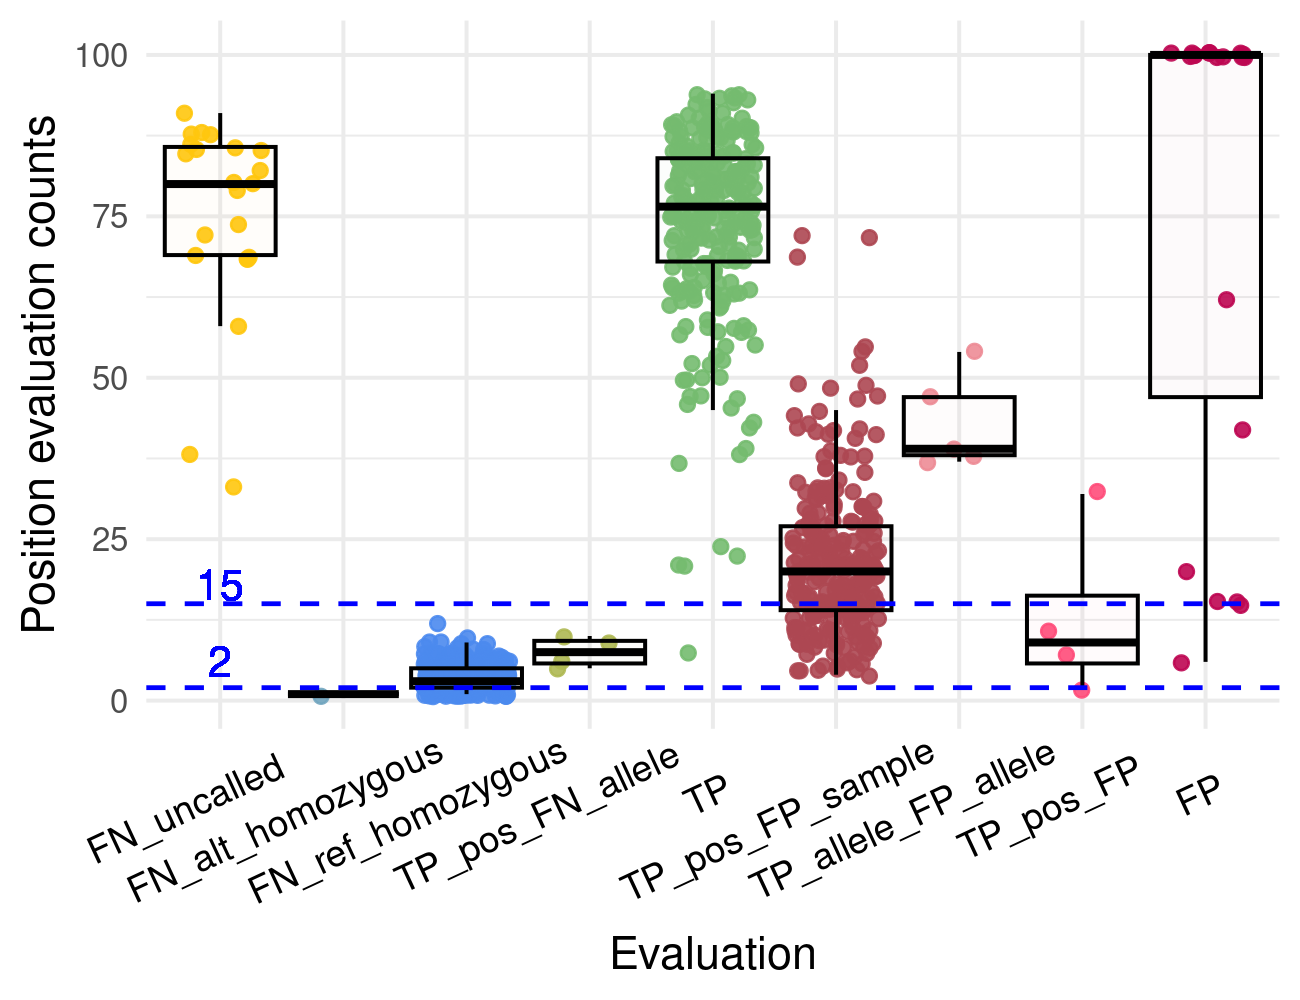 Position evaluation counts
100
75
50
25
0
15
2
FN_uncalled
FN_alt_homozygous
FN_ref_homozygous
TP_pos_FN_allele
TP
TP_pos_FP_sample
TP_allele_FP_allele
TP_pos_FP
FP
Evaluation